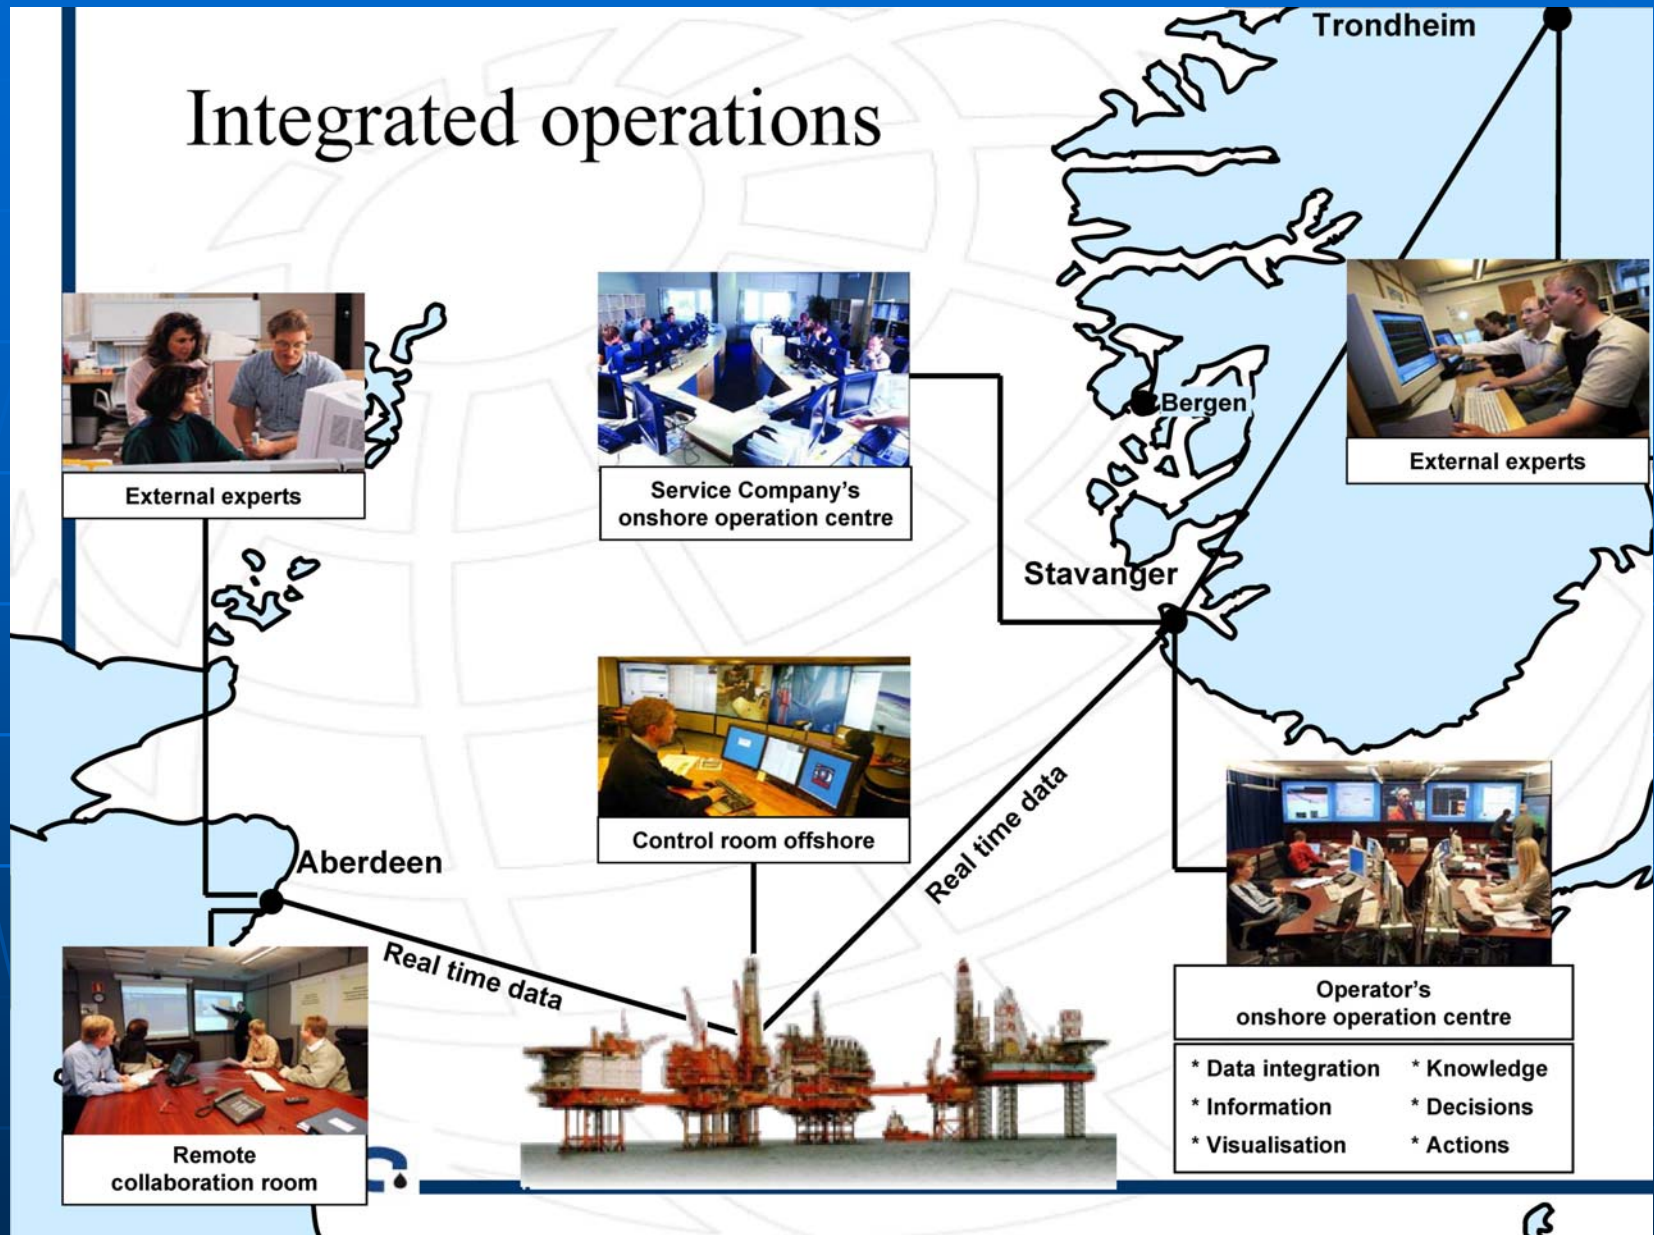 Trondheim
Integrated operations
Bergen
External experts
Service Company's
onshore operation centre
External experts
Stavanger
Control room offshore
Real time data
Aberdeen
Real time data
Operator's
onshore operation centre
* Data integration * Knowledge
* Information * Decisions
* Visualisation * Actions
Remote
collaboration room